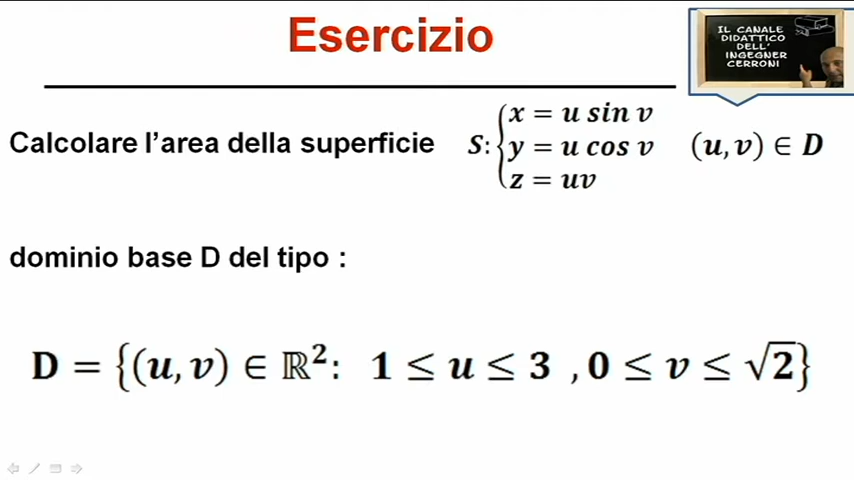 Esercizio
IL CANALE
DIDATTICO
DELL'
INGEGNER
CERRONI
Calcolare l'area della superficie S: { x = u sin v
y = u cos v (u, v) ∈ D
z = uv
dominio base D del tipo :
D = {(u, v) ∈ ℝ²: 1 ≤ u ≤ 3 , 0 ≤ v ≤ √2}